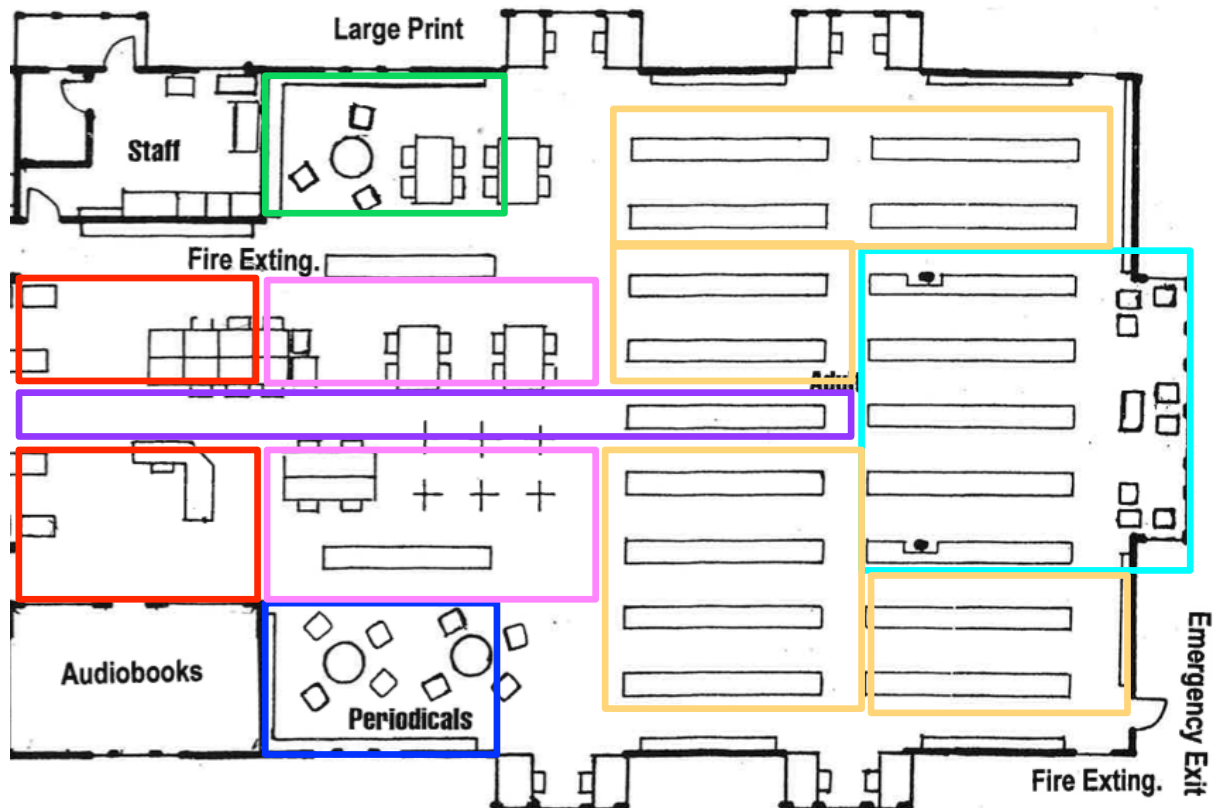 Large Print
Staff
Fire Exting.
Audiobooks
Periodicals
Emergency Exit
Fire Exting.